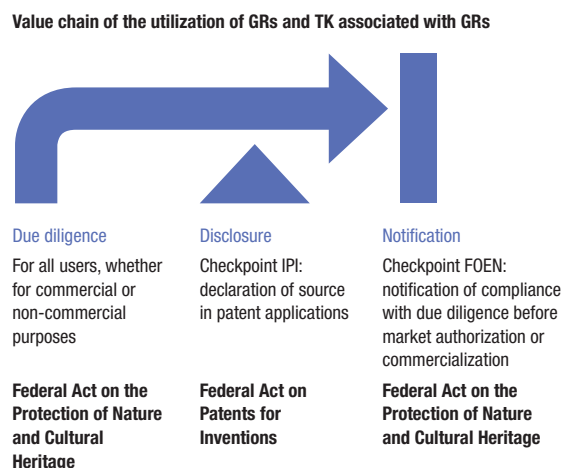 Value chain of the utilization of GRs and TK associated with GRs
Due diligence
For all users, whether
for commercial or
non-commercial
purposes
Federal Act on the
Protection of Nature
and Cultural
Heritage
Disclosure
Checkpoint IPI:
declaration of source
in patent applications
Federal Act on
Patents for
Inventions
Notification
Checkpoint FOEN:
notification of compliance
with due diligence before
market authorization or
commercialization
Federal Act on the
Protection of Nature
and Cultural Heritage